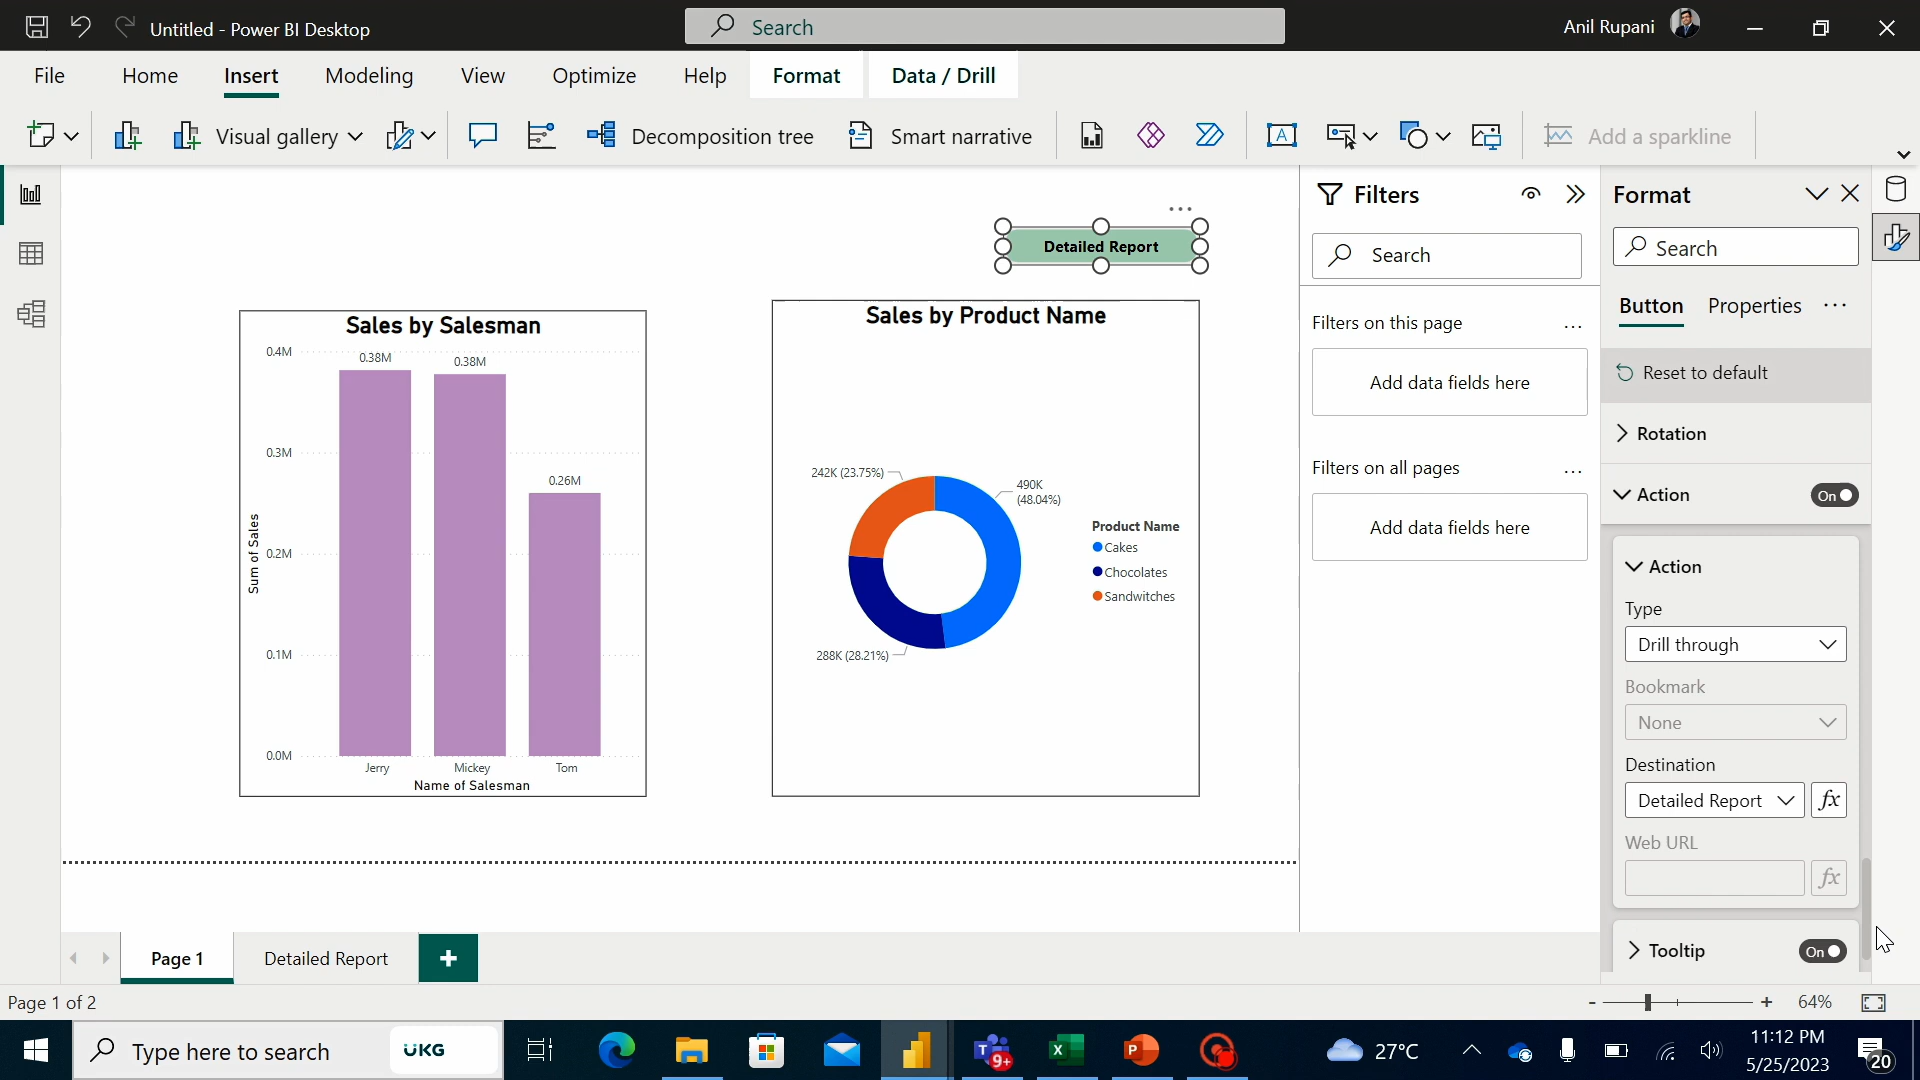 Untitled - Power BI Desktop
Search
Anil Rupani
File
Home
Insert
Modeling
View
Optimize
Help
Format
Data / Drill
Visual gallery
Decomposition tree
Smart narrative
Add a sparkline
Detailed Report
Sales by Salesman
0.4M
0.3M
0.2M
0.1M
0.0M
0.38M
0.38M
0.26M
Sum of Sales
Jerry
Mickey
Tom
Name of Salesman
Sales by Product Name
242K (23.75%)
490K
(48.04%)
288K (28.21%)
Product Name
Cakes
Chocolates
Sandwitches
Filters
Search
Filters on this page
Add data fields here
Filters on all pages
Add data fields here
Format
Search
Button
Properties
Reset to default
Rotation
Action
On
Action
Type
Drill through
Bookmark
None
Destination
Detailed Report
fx
Web URL
fx
Tooltip
On
Page 1
Detailed Report
Page 1 of 2
64%
Type here to search
UKG
9+
27°C
11:12 PM
5/25/2023
20